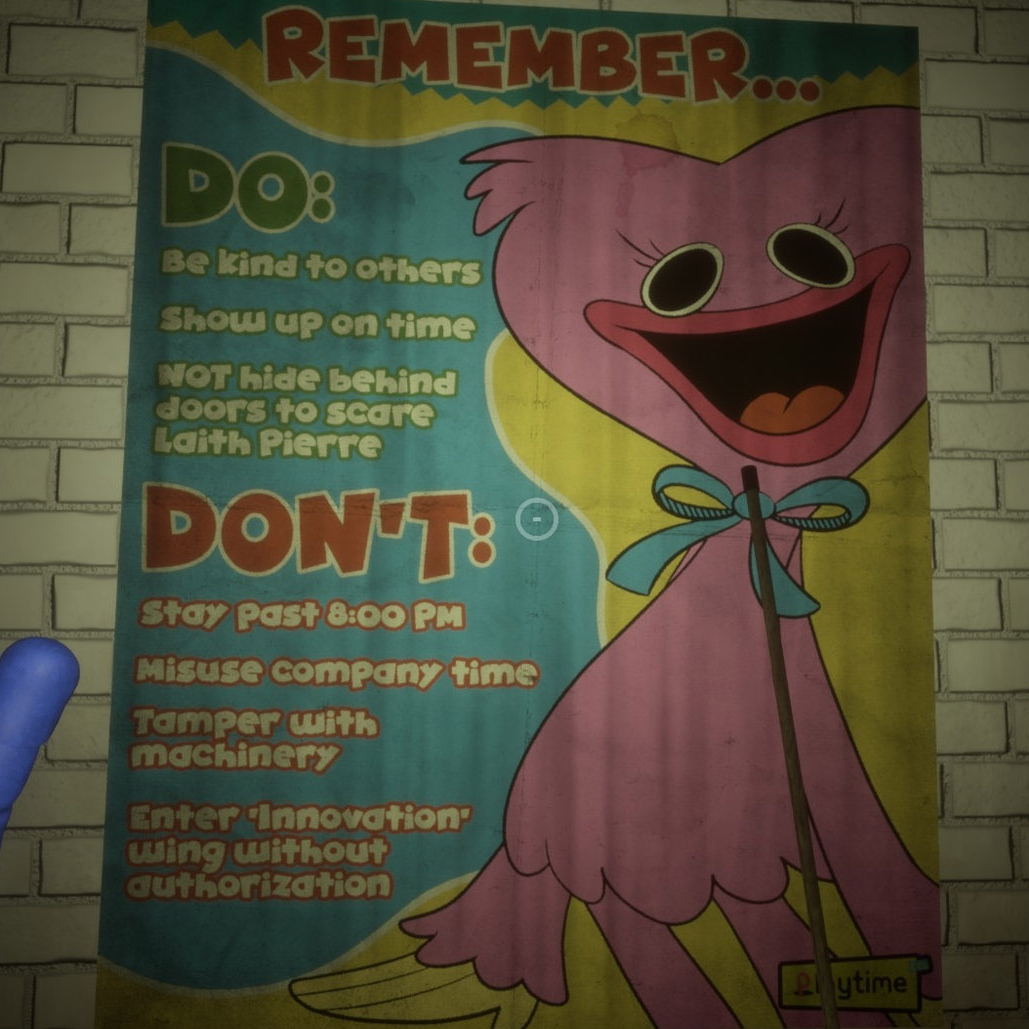 REMEMBER...
DO:
Be kind to others
Show up on time
NOT hide behind
doors to scare
Laith Pierre
DON'T:
Stay past 8:00 PM
Misuse company time
Tamper with
machinery
Enter 'Innovation'
wing without
authorization